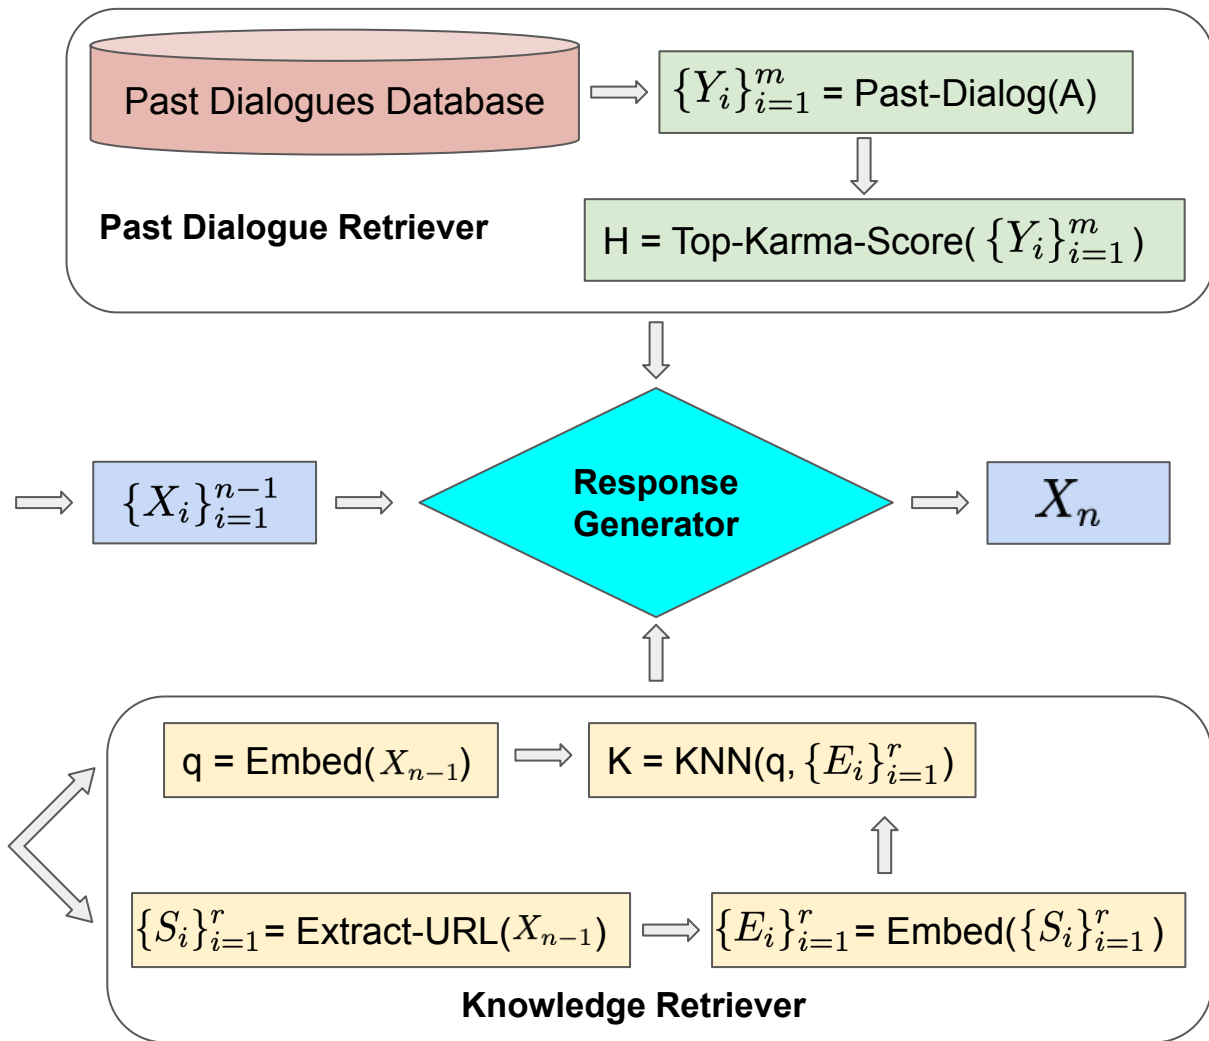 Past Dialogues Database
$\{Y_i\}_{i=1}^{m}$ = Past-Dialog(A)
Past Dialogue Retriever
H = Top-Karma-Score( $\{Y_i\}_{i=1}^{m}$ )
$\{X_i\}_{i=1}^{n-1}$
Response
Generator
$X_n$
q = Embed($X_{n-1}$)
K = KNN(q, $\{E_i\}_{i=1}^{r}$)
$\{S_i\}_{i=1}^{r}$ = Extract-URL($X_{n-1}$)
$\{E_i\}_{i=1}^{r}$ = Embed($\{S_i\}_{i=1}^{r}$)
Knowledge Retriever